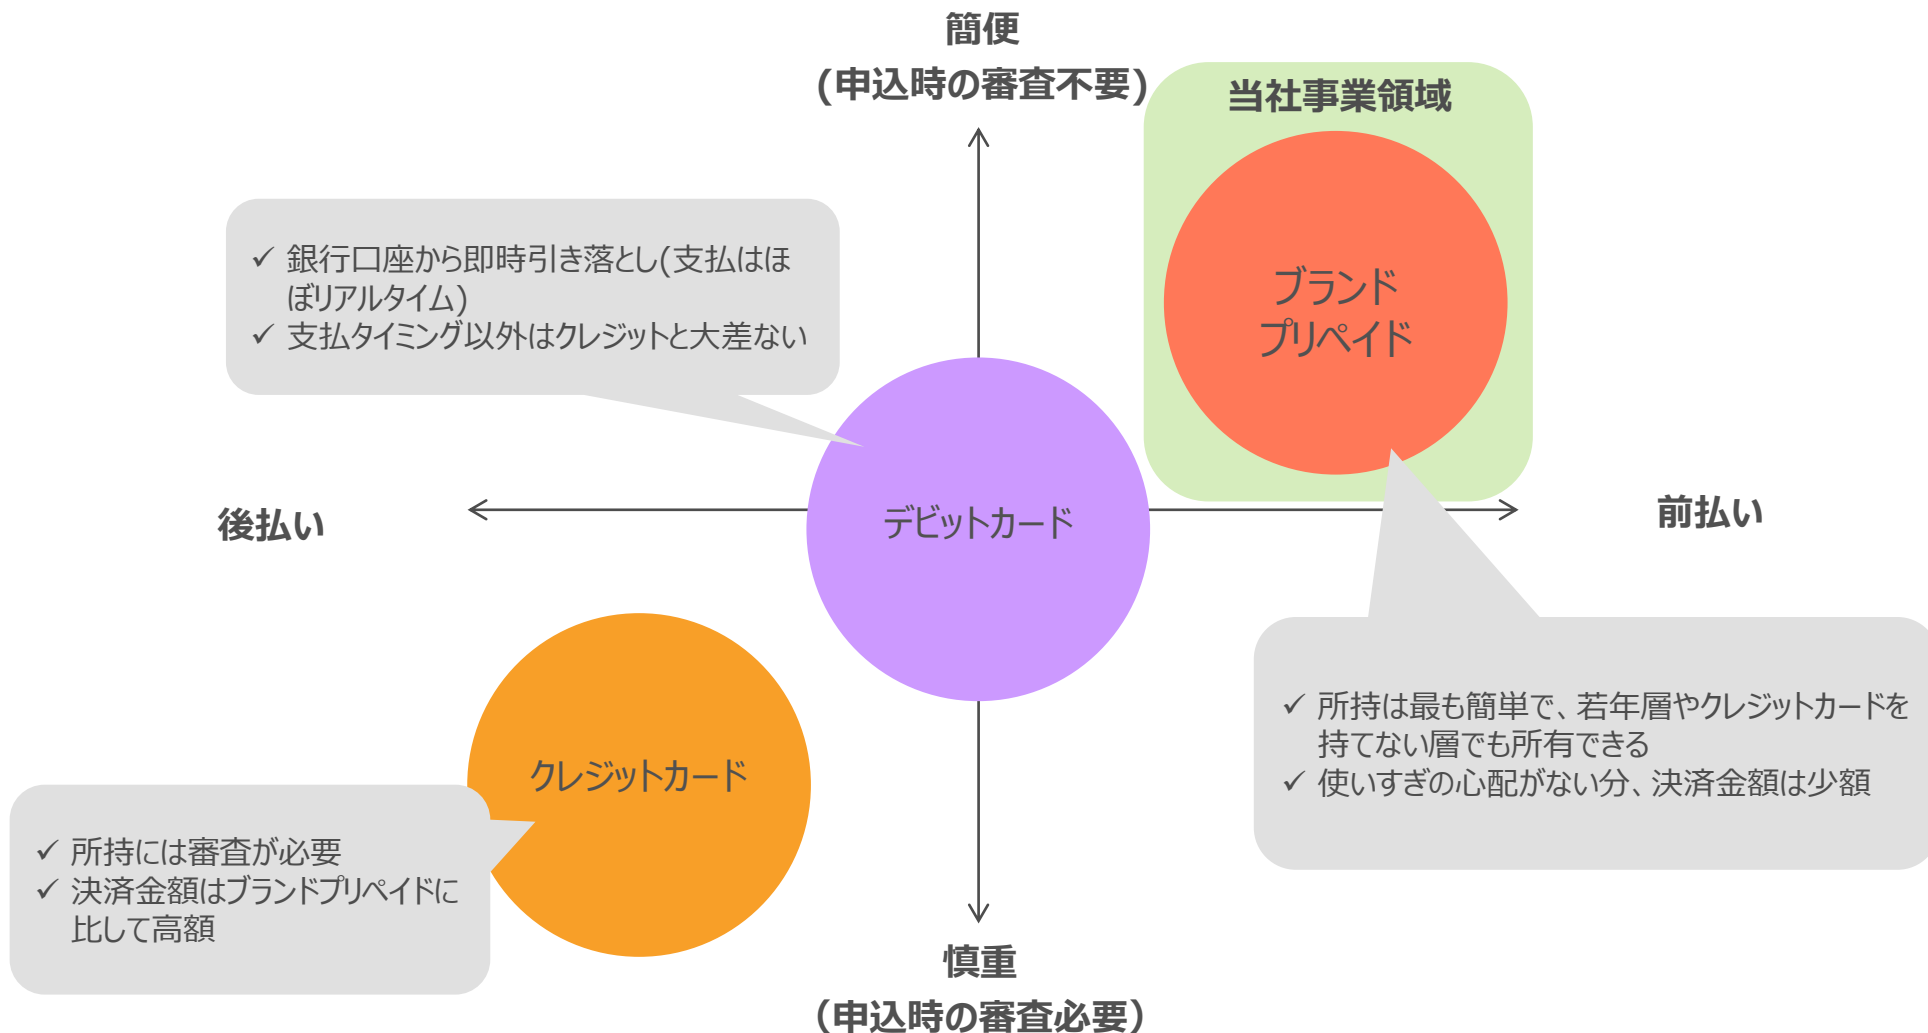 簡便
(申込時の審査不要)
当社事業領域
✓ 銀行口座から即時引き落とし(支払はほ
ぼリアルタイム)
✓ 支払タイミング以外はクレジットと大差ない
ブランド
プリペイド
デビットカード
後払い
前払い
クレジットカード
✓ 所持は最も簡単で、若年層やクレジットカードを
持てない層でも所有できる
✓ 使いすぎの心配がない分、決済金額は少額
✓ 所持には審査が必要
✓ 決済金額はブランドプリペイドに
比して高額
慎重
（申込時の審査必要）